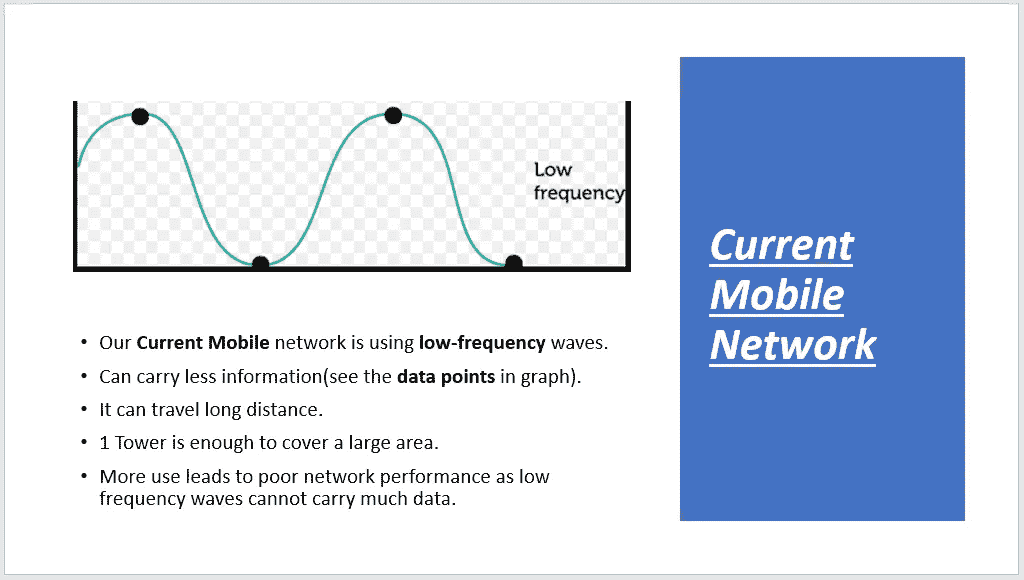 Low
frequency
Current
Mobile
Network
• Our Current Mobile network is using low-frequency waves.
• Can carry less information(see the data points in graph).
• It can travel long distance.
• 1 Tower is enough to cover a large area.
• More use leads to poor network performance as low
frequency waves cannot carry much data.